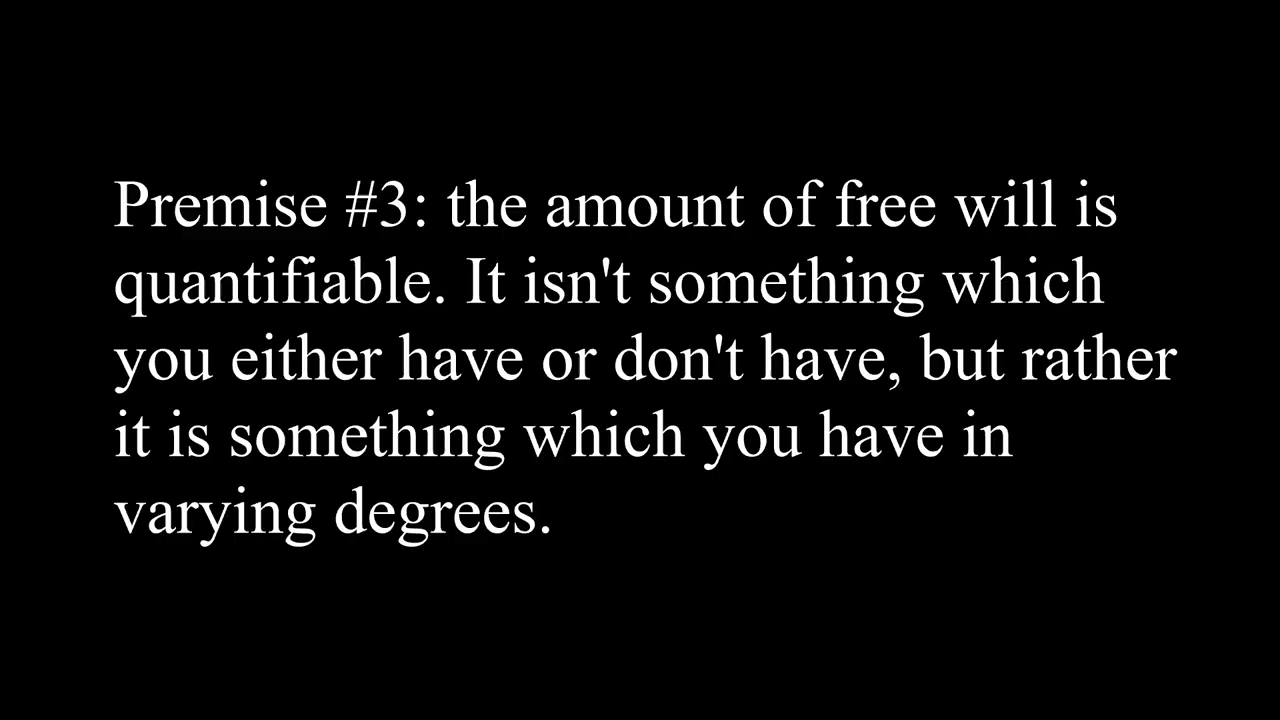 Premise #3: the amount of free will is
quantifiable. It isn't something which
you either have or don't have, but rather
it is something which you have in
varying degrees.